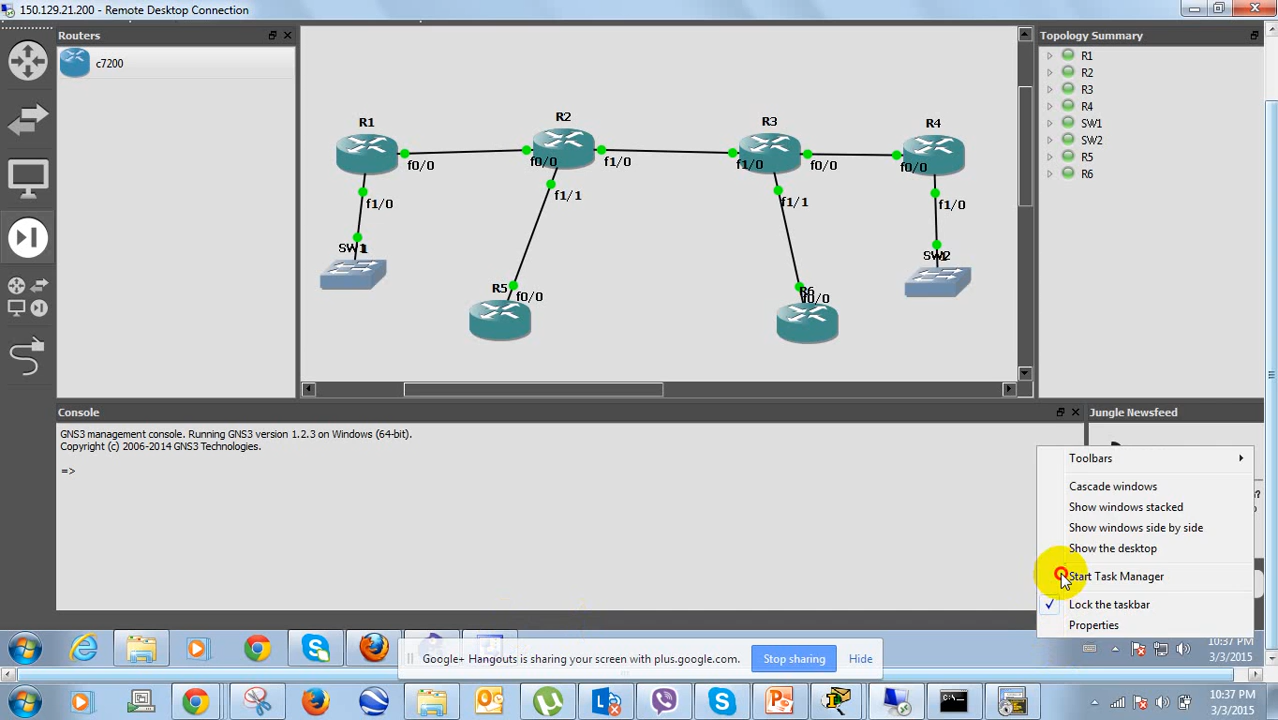 150.129.21.200 - Remote Desktop Connection
Routers
c7200
R1
R2
R3
R4
f0/0
f0/0
f1/0
f1/0
f0/0
f0/0
f1/0
f1/1
f1/1
f1/0
SW1
SW2
R5
f0/0
R6
f0/0
Topology Summary
R1
R2
R3
R4
SW1
SW2
R5
R6
Console
GNS3 management console. Running GNS3 version 1.2.3 on Windows (64-bit).
Copyright (c) 2006-2014 GNS3 Technologies.
=>
Jungle Newsfeed
Toolbars
Cascade windows
Show windows stacked
Show windows side by side
Show the desktop
Start Task Manager
Lock the taskbar
Properties
10:37 PM
3/3/2015
Google+ Hangouts is sharing your screen with plus.google.com.
Stop sharing
Hide
10:37 PM
3/3/2015